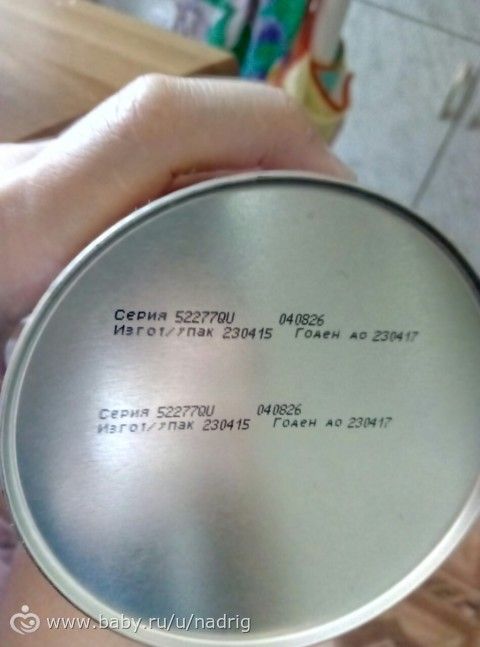 Серия 52277QU 040826
Изгот/Упак 230415 Годен до 230417
Серия 52277QU 040826
Изгот/Упак 230415 Годен до 230417
www.baby.ru/u/nadrig